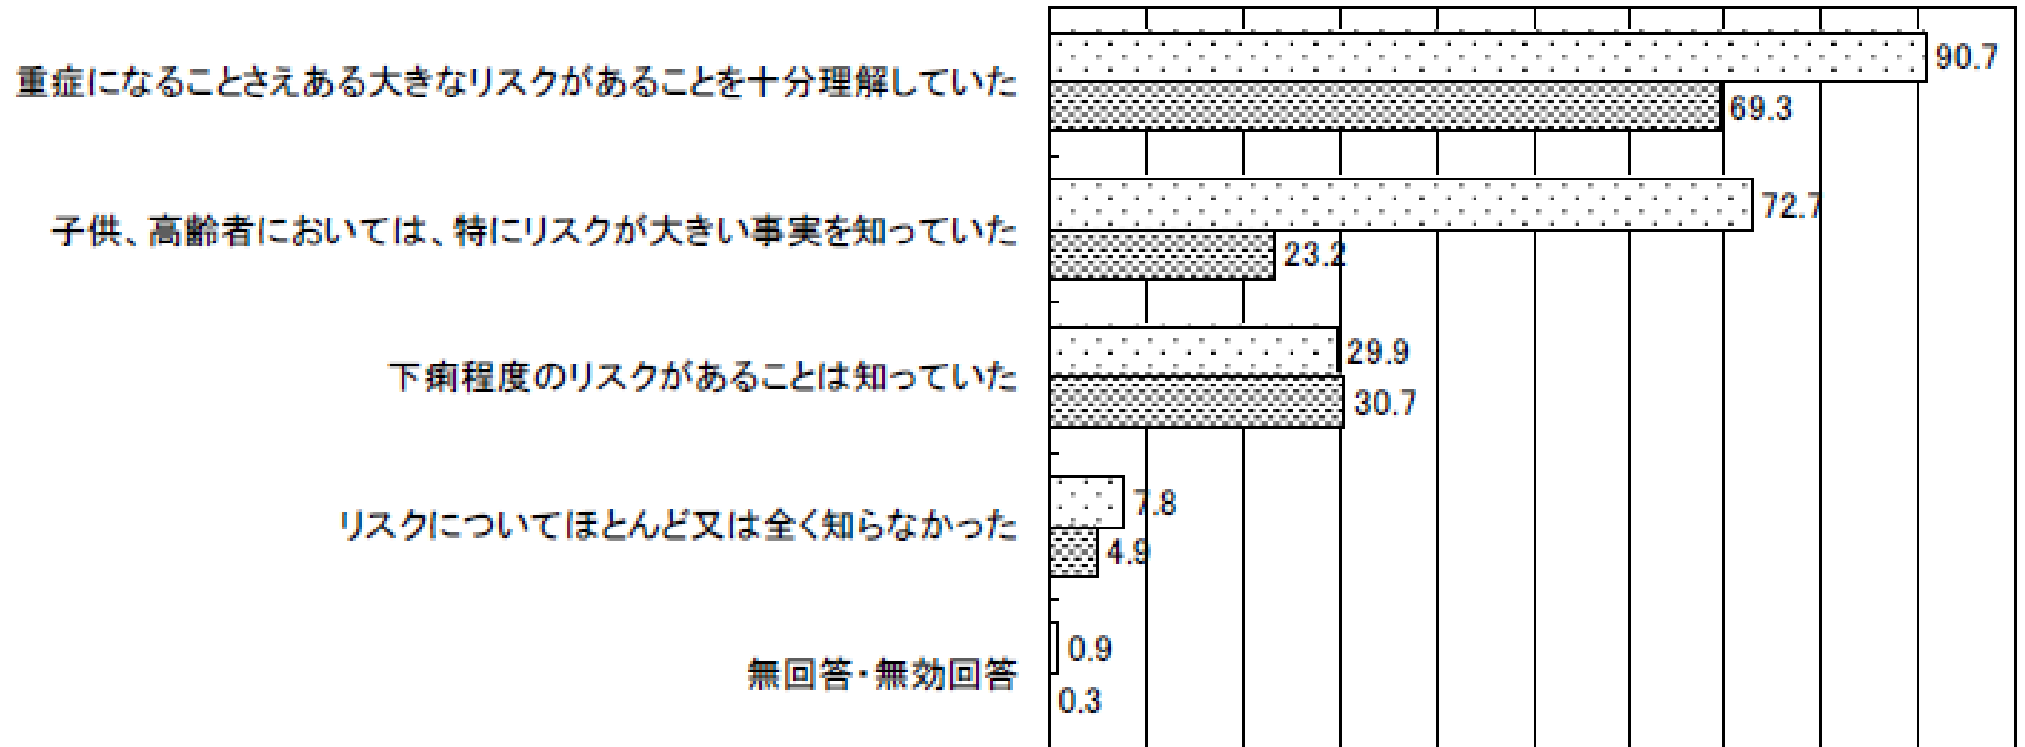 重症になることさえある大きなリスクがあることを十分理解していた
90.7
69.3
子供、高齢者においては、特にリスクが大きい事実を知っていた
72.7
23.2
下痢程度のリスクがあることは知っていた
29.9
30.7
リスクについてほとんど又は全く知らなかった
7.8
4.9
無回答・無効回答
0.9
0.3